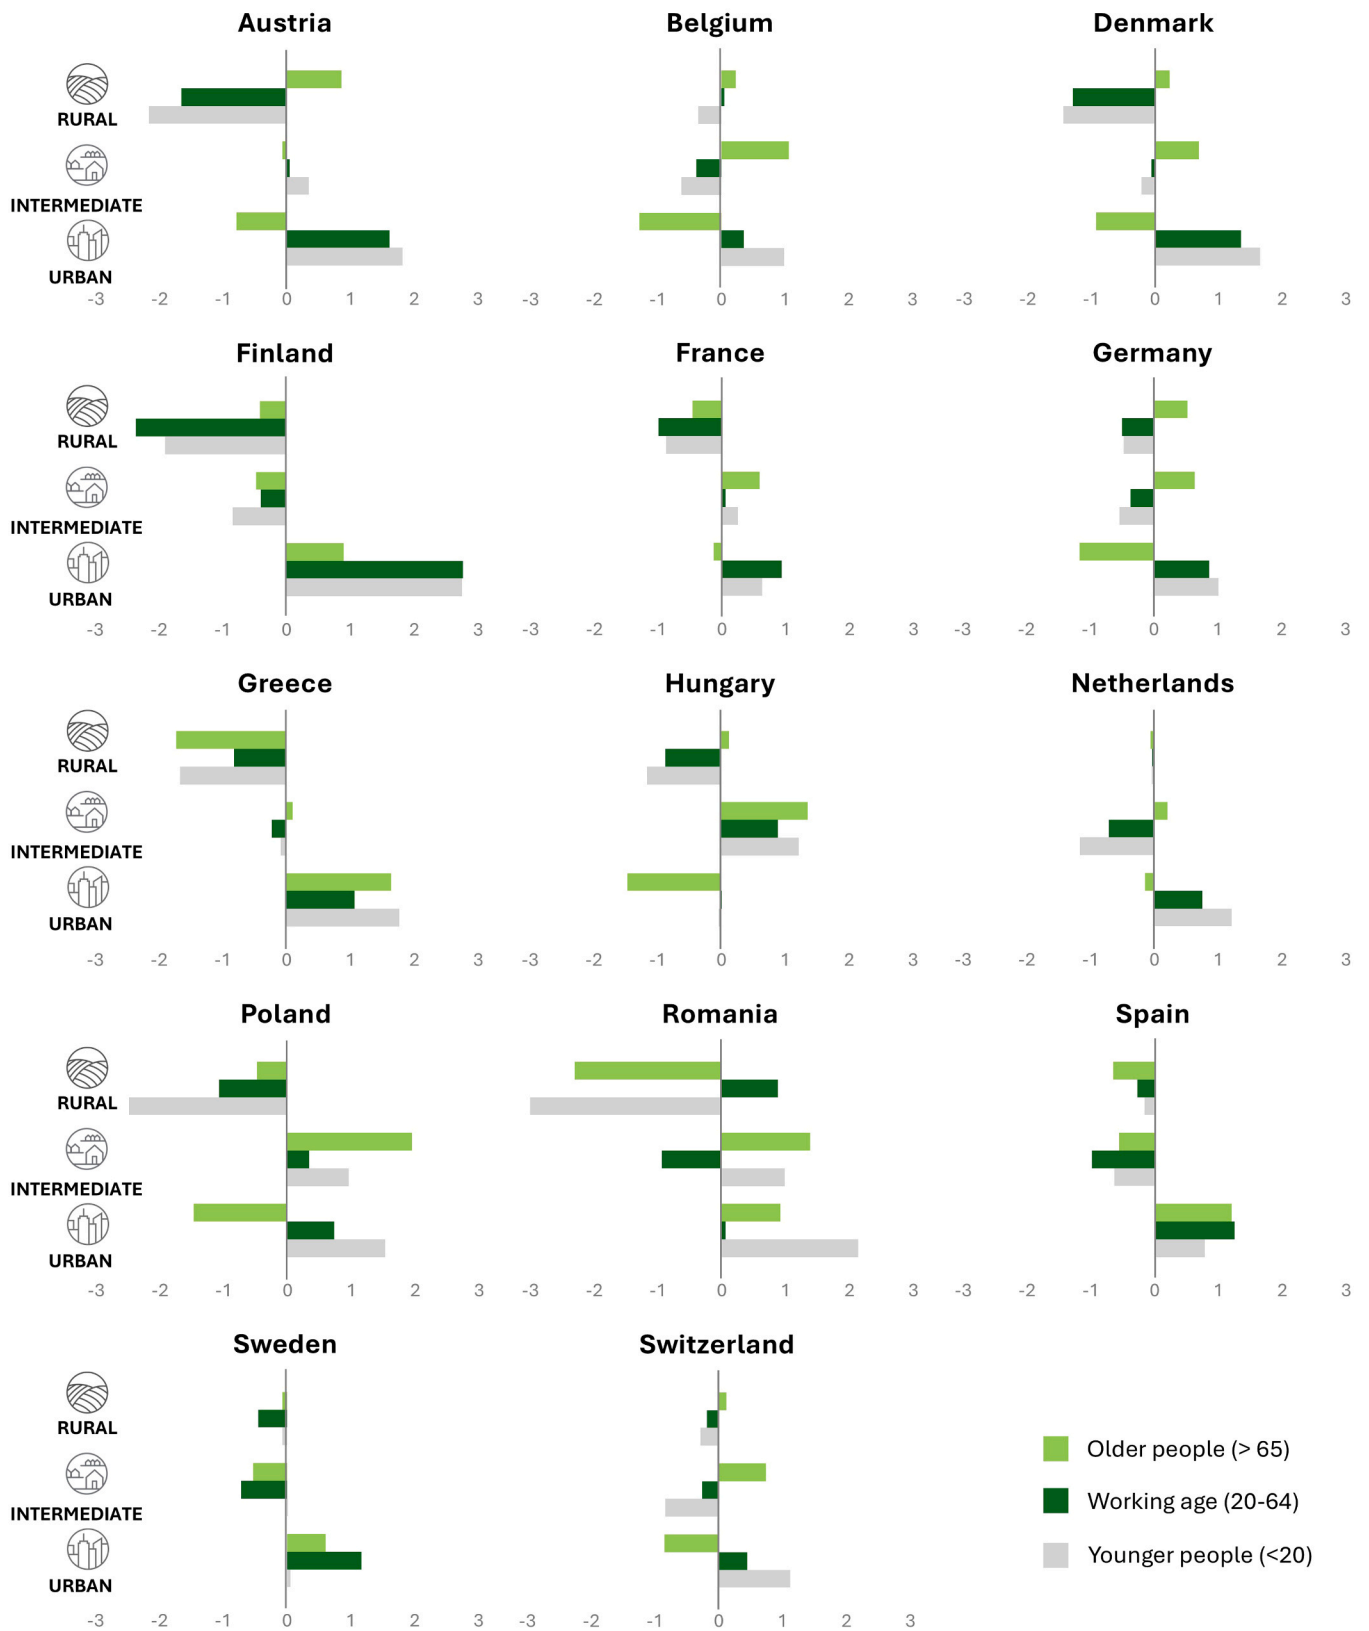 Austria Belgium Denmark
RURAL
INTERMEDIATE
URBAN
-3 -2 -1 0 1 2 3 -3 -2 -1 0 1 2 3 -3 -2 -1 0 1 2 3
Finland France Germany
RURAL
INTERMEDIATE
URBAN
-3 -2 -1 0 1 2 3 -3 -2 -1 0 1 2 3 -3 -2 -1 0 1 2 3
Greece Hungary Netherlands
RURAL
INTERMEDIATE
URBAN
-3 -2 -1 0 1 2 3 -3 -2 -1 0 1 2 3 -3 -2 -1 0 1 2 3
Poland Romania Spain
RURAL
INTERMEDIATE
URBAN
-3 -2 -1 0 1 2 3 -3 -2 -1 0 1 2 3 -3 -2 -1 0 1 2 3
Sweden Switzerland
RURAL
INTERMEDIATE
URBAN
-3 -2 -1 0 1 2 3 -3 -2 -1 0 1 2 3
Older people (> 65)
Working age (20-64)
Younger people (<20)